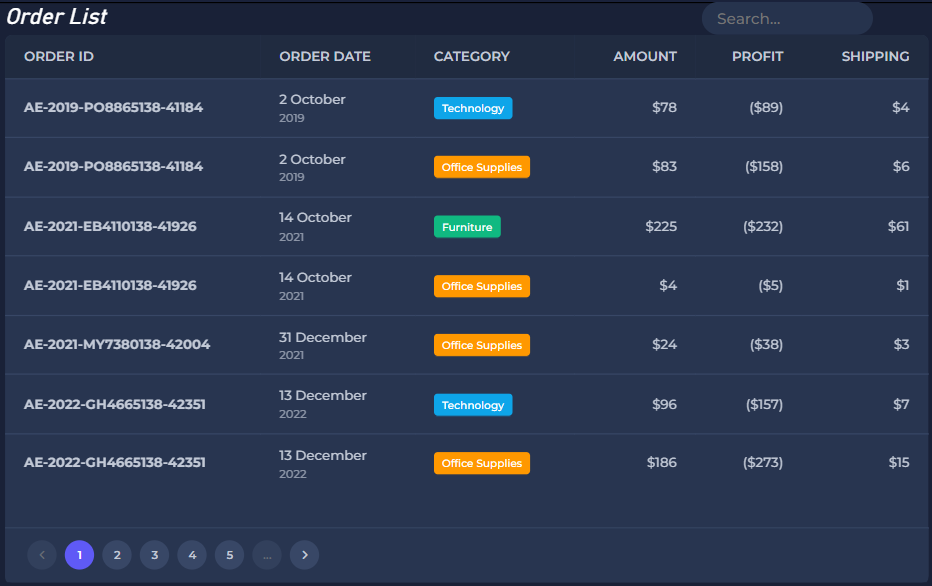 Order List
Search...
ORDER ID ORDER DATE CATEGORY AMOUNT PROFIT SHIPPING
AE-2019-PO8865138-41184 2 October Technology $78 ($89) $4
2019
AE-2019-PO8865138-41184 2 October Office Supplies $83 ($158) $6
2019
AE-2021-EB4110138-41926 14 October Furniture $225 ($232) $61
2021
AE-2021-EB4110138-41926 14 October Office Supplies $4 ($5) $1
2021
AE-2021-MY7380138-42004 31 December Office Supplies $24 ($38) $3
2021
AE-2022-GH4665138-42351 13 December Technology $96 ($157) $7
2022
AE-2022-GH4665138-42351 13 December Office Supplies $186 ($273) $15
2022
‹ 1 2 3 4 5 ... ›